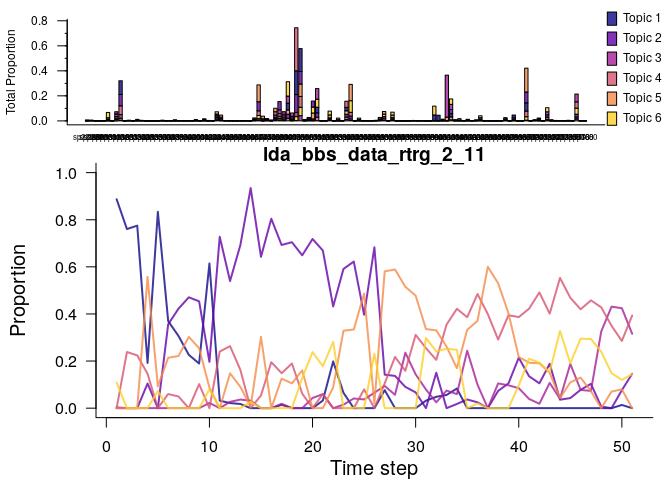 Total Proportion
0.8
0.6
0.4
0.2
0.0
Topic 1
Topic 2
Topic 3
Topic 4
Topic 5
Topic 6
lda_bbs_data_rtrg_2_11
Proportion
1.0
0.8
0.6
0.4
0.2
0.0
0 10 20 30 40 50
Time step